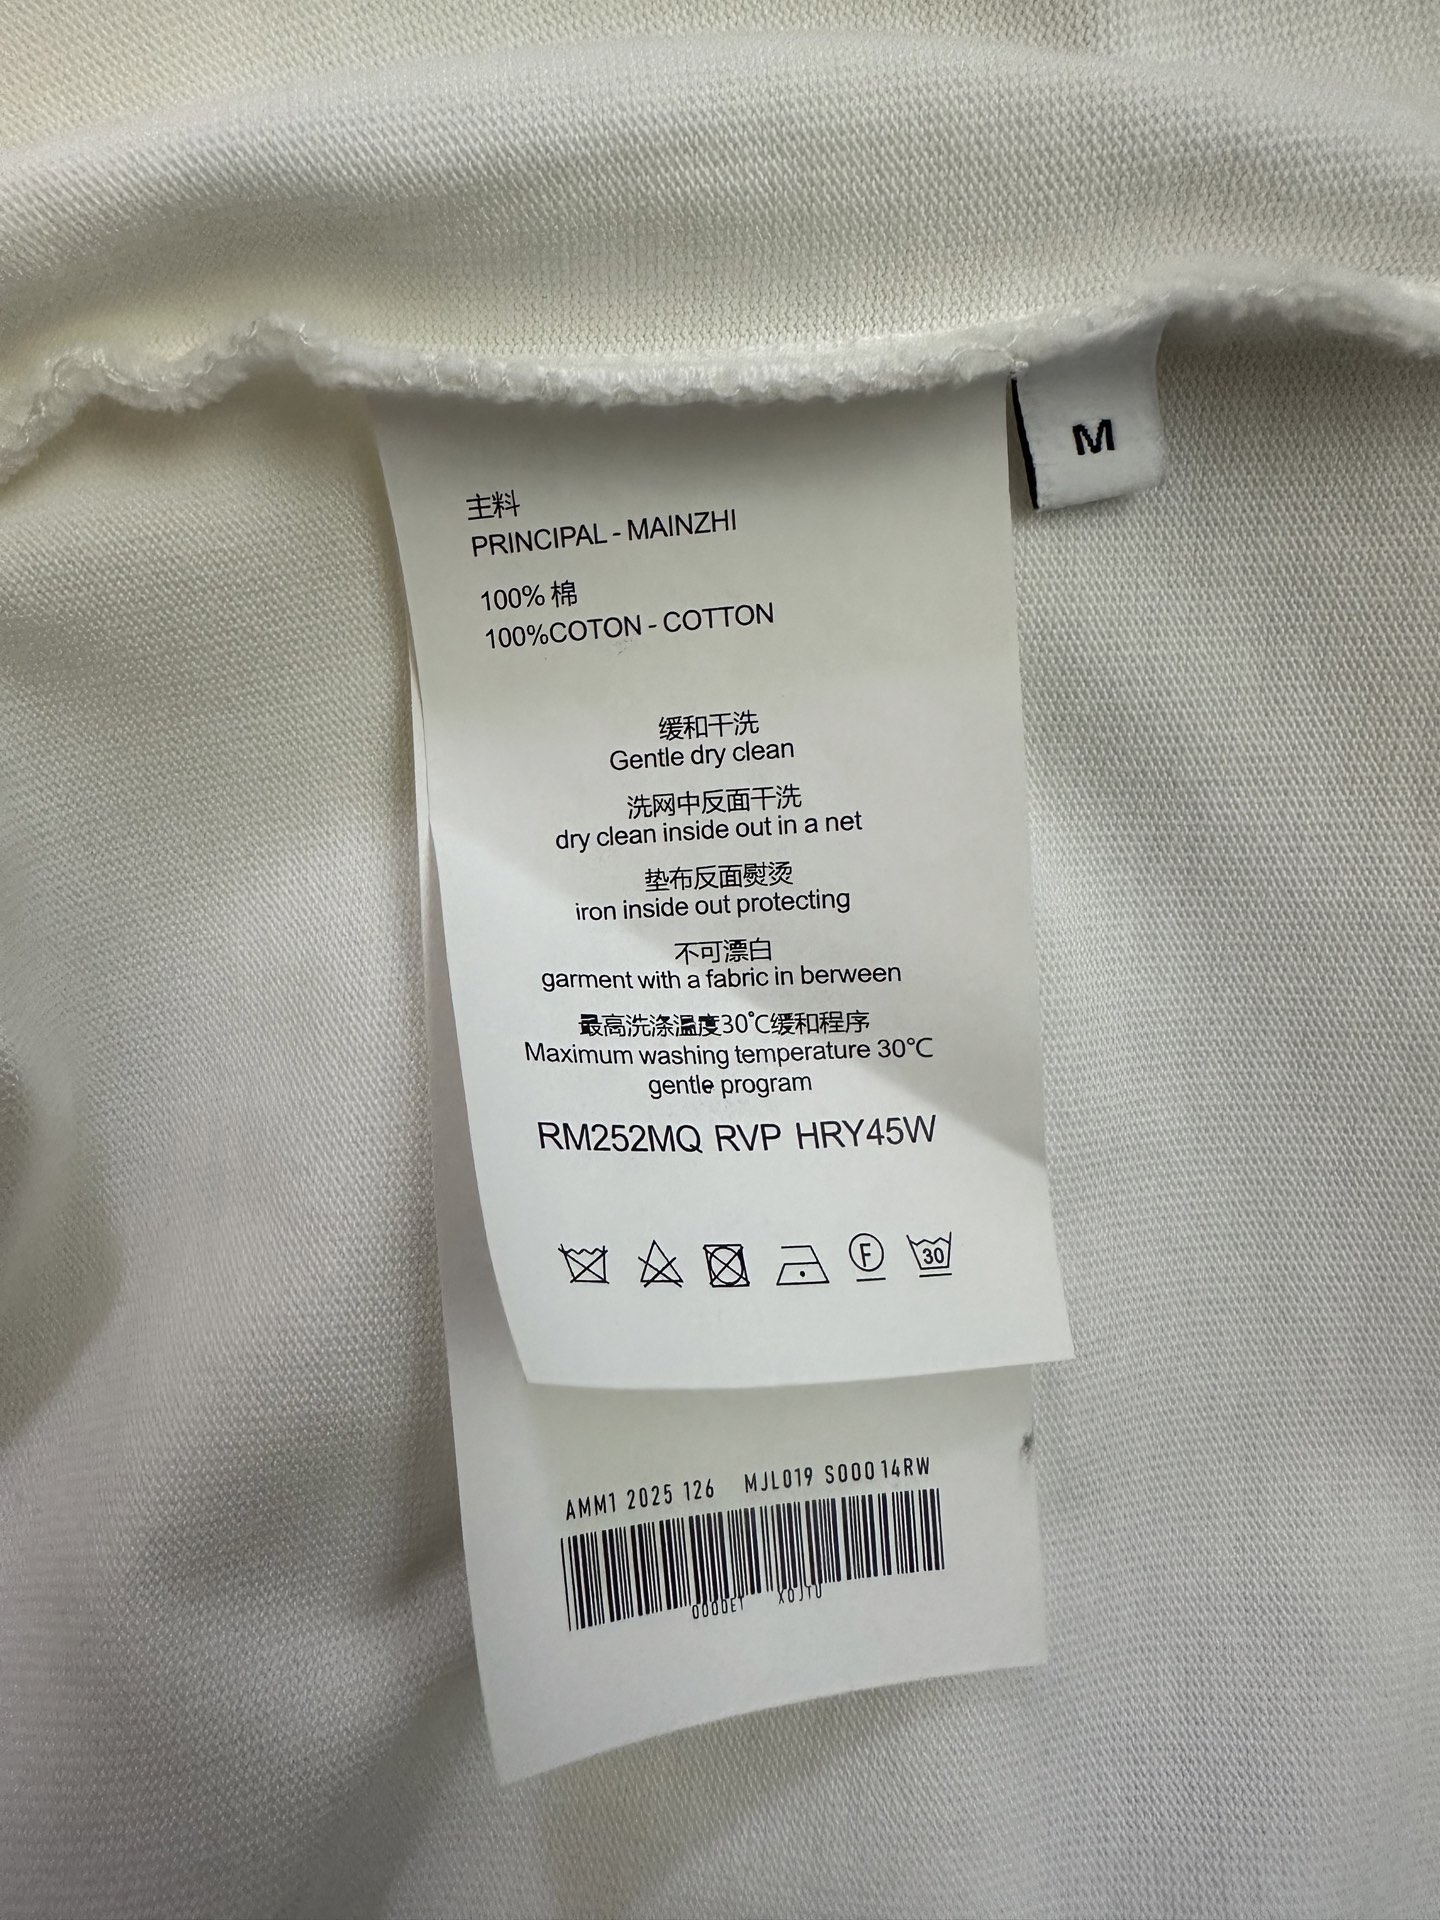 M
主料
PRINCIPAL - MAINZHI
100% 棉
100%COTON - COTTON
缓和干洗
Gentle dry clean
洗网中反面干洗
dry clean inside out in a net
垫布反面熨烫
iron inside out protecting
不可漂白
garment with a fabric in berween
最高洗涤温度30℃缓和程序
Maximum washing temperature 30℃
gentle program
RM252MQ RVP HRY45W
F
30
AMM1 2025 126 MJL019 S00014RW